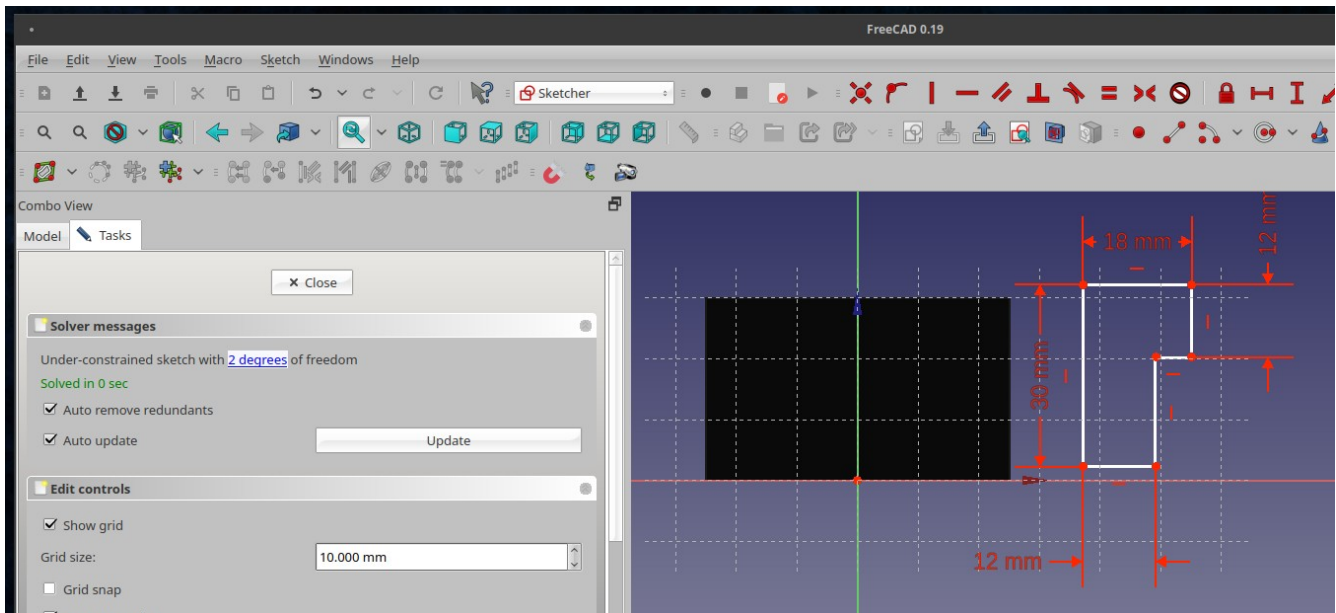 FreeCAD 0.19
File Edit View Tools Macro Sketch Windows Help
Sketcher
Combo View
Model Tasks
Close
Solver messages
Under-constrained sketch with 2 degrees of freedom
Solved in 0 sec
Auto remove redundants
Auto update Update
Edit controls
Show grid
Grid size: 10.000 mm
Grid snap
18 mm
12 mm
30 mm
12 mm